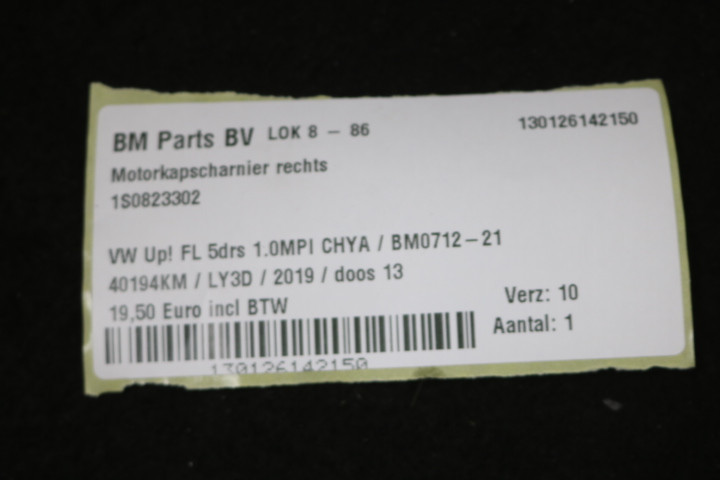 BM Parts BV LOK 8 - 86 130126142150
Motorkapscharnier rechts
1S0823302
VW Up! FL 5drs 1.0MPI CHYA / BM0712-21
40194KM / LY3D / 2019 / doos 13
19,50 Euro incl BTW Verz: 10
Aantal: 1
130126142150